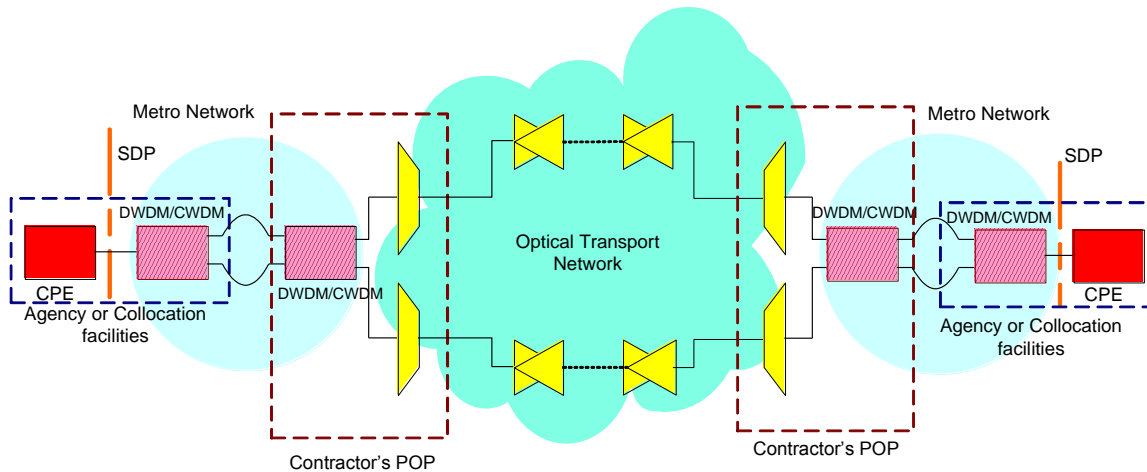 Metro Network
SDP
DWDM/CWDM
DWDM/CWDM
CPE
Agency or Collocation
facilities
Contractor's POP
Optical Transport
Network
Metro Network
SDP
DWDM/CWDM
DWDM/CWDM
CPE
Agency or Collocation
facilities
Contractor's POP